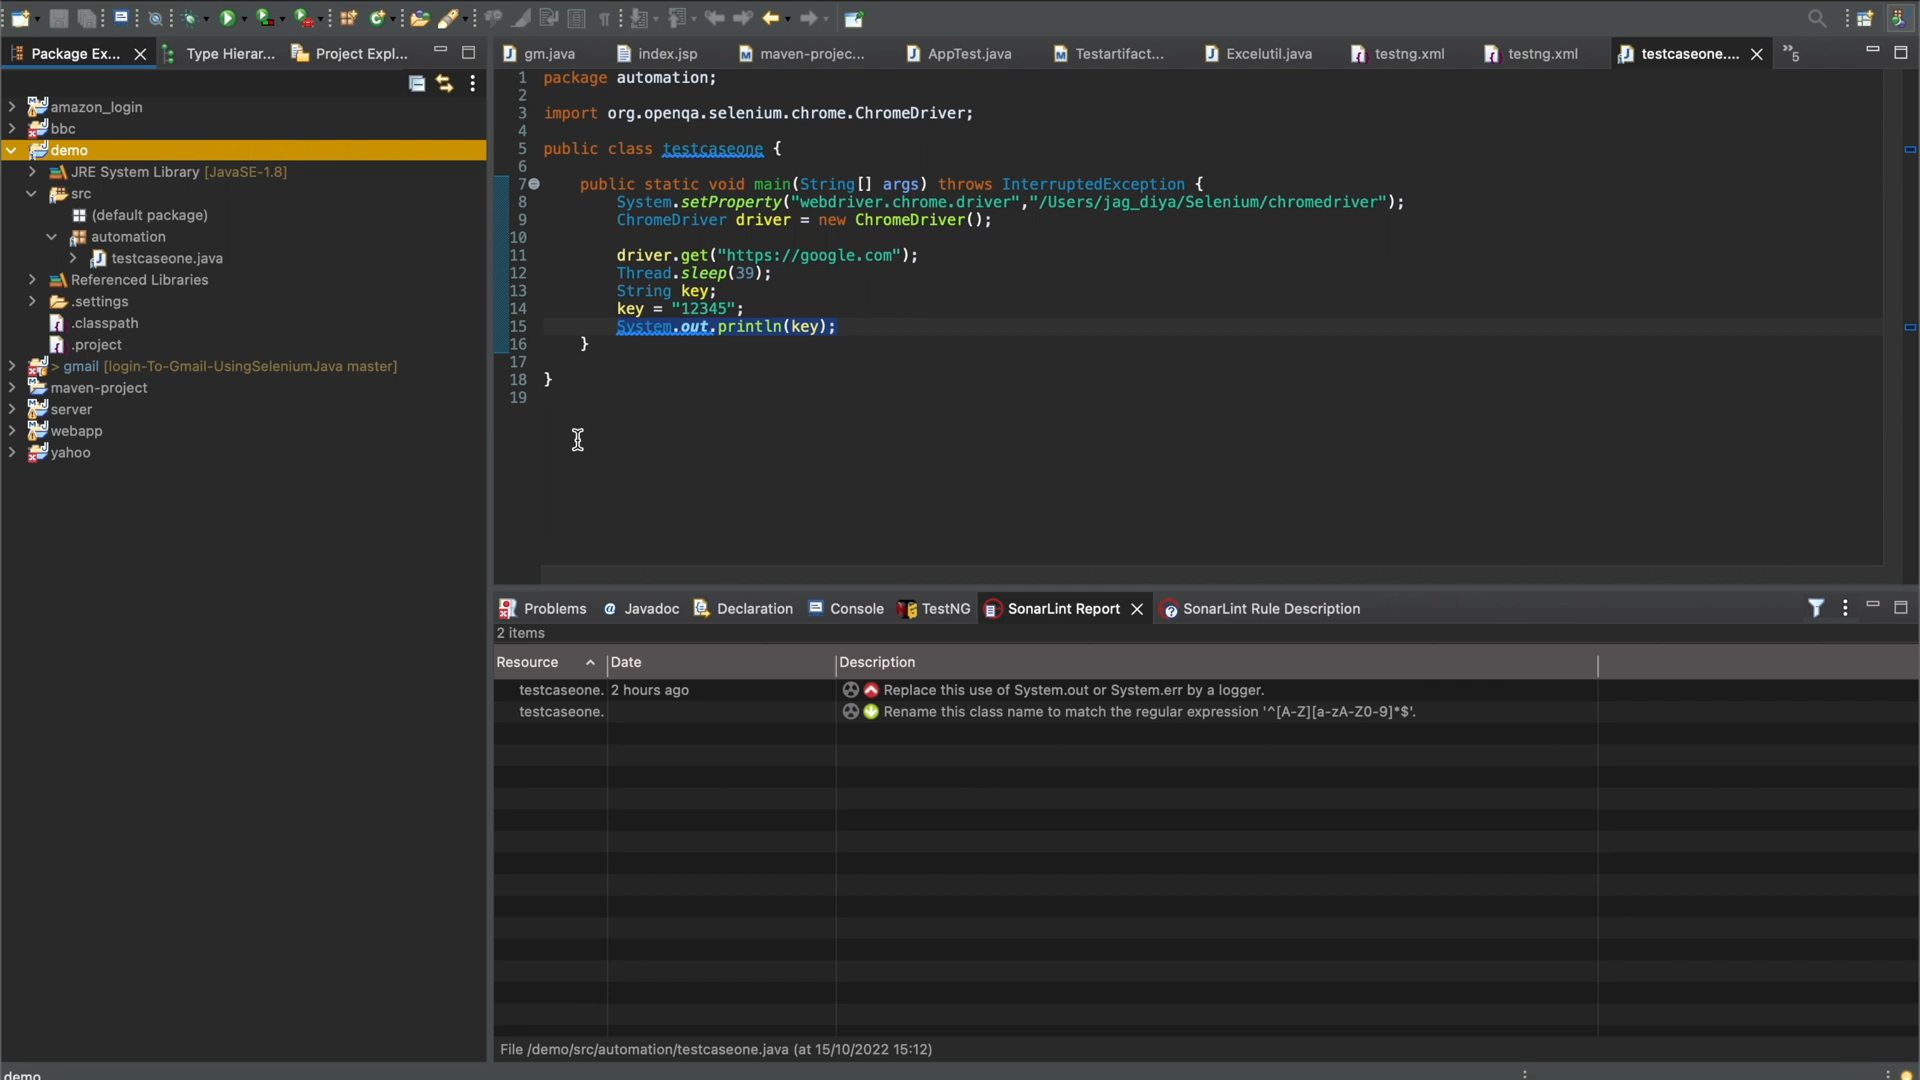 Package Ex...
Type Hierar...
Project Expl...
gm.java
index.jsp
maven-projec...
AppTest.java
Testartifact...
Excelutil.java
testng.xml
testng.xml
testcaseone....
5
amazon_login
bbc
demo
JRE System Library [JavaSE-1.8]
src
(default package)
automation
testcaseone.java
Referenced Libraries
.settings
.classpath
.project
> gmail [login-To-Gmail-UsingSeleniumJava master]
maven-project
server
webapp
yahoo
1 package automation;
2
3 import org.openqa.selenium.chrome.ChromeDriver;
4
5 public class testcaseone {
6
7 public static void main(String[] args) throws InterruptedException {
8 System.setProperty("webdriver.chrome.driver","/Users/jag_diya/Selenium/chromedriver");
9 ChromeDriver driver = new ChromeDriver();
10
11 driver.get("https://google.com");
12 Thread.sleep(39);
13 String key;
14 key = "12345";
15 System.out.println(key);
16 }
17
18 }
19
Problems
Javadoc
Declaration
Console
TestNG
SonarLint Report
SonarLint Rule Description
2 items
Resource Date Description
testcaseone. 2 hours ago Replace this use of System.out or System.err by a logger.
testcaseone. Rename this class name to match the regular expression '^[A-Z][a-zA-Z0-9]*$'.
File /demo/src/automation/testcaseone.java (at 15/10/2022 15:12)
demo